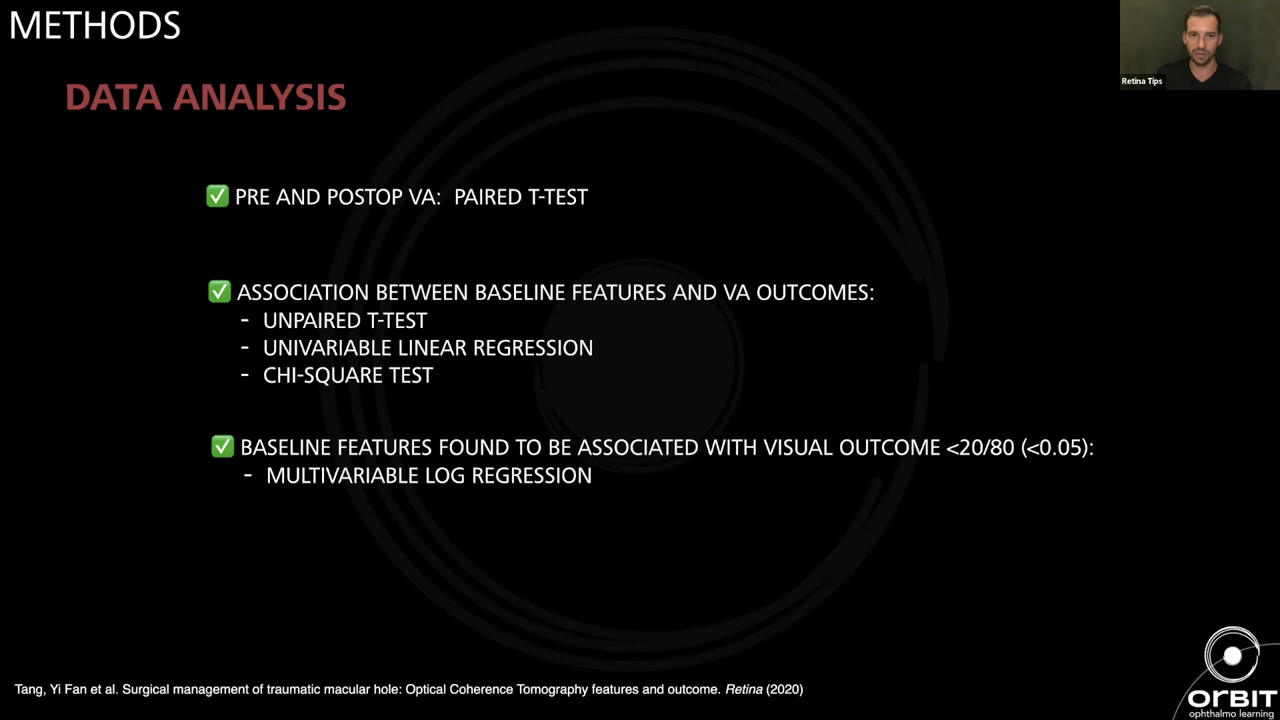 METHODS
Retina Tips
DATA ANALYSIS
✅ PRE AND POSTOP VA: PAIRED T-TEST
✅ ASSOCIATION BETWEEN BASELINE FEATURES AND VA OUTCOMES:
- UNPAIRED T-TEST
- UNIVARIABLE LINEAR REGRESSION
- CHI-SQUARE TEST
✅ BASELINE FEATURES FOUND TO BE ASSOCIATED WITH VISUAL OUTCOME <20/80 (<0.05):
- MULTIVARIABLE LOG REGRESSION
Tang, Yi Fan et al. Surgical management of traumatic macular hole: Optical Coherence Tomography features and outcome. Retina (2020)
ORBIT
ophthalmo learning